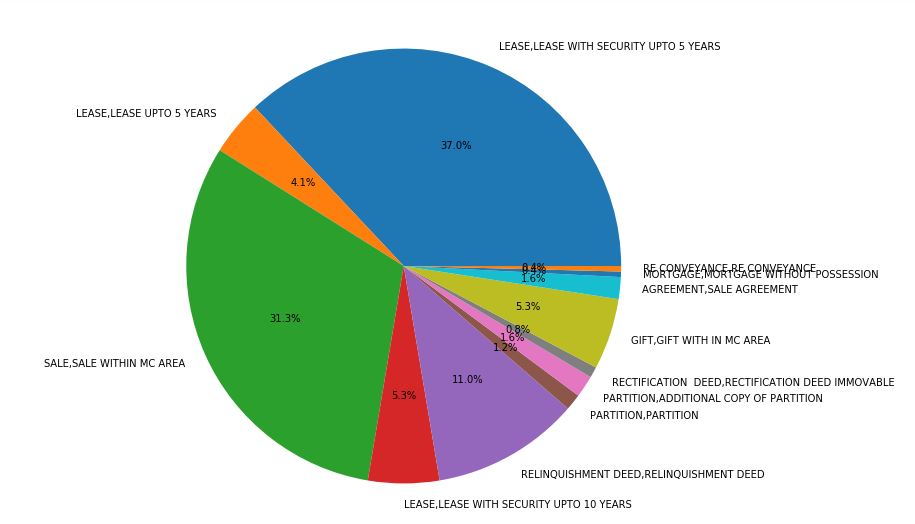 LEASE,LEASE WITH SECURITY UPTO 5 YEARS
LEASE,LEASE UPTO 5 YEARS
37.0%
4.1%
RE CONVEYANCE,RE CONVEYANCE
0.4%
MORTGAGE,MORTGAGE WITHOUT POSSESSION
0.4%
1.6%
AGREEMENT,SALE AGREEMENT
5.3%
31.3%
0.8%
1.6%
GIFT,GIFT WITH IN MC AREA
1.2%
SALE,SALE WITHIN MC AREA
11.0%
RECTIFICATION  DEED,RECTIFICATION DEED IMMOVABLE
5.3%
PARTITION,ADDITIONAL COPY OF PARTITION
PARTITION,PARTITION
RELINQUISHMENT DEED,RELINQUISHMENT DEED
LEASE,LEASE WITH SECURITY UPTO 10 YEARS